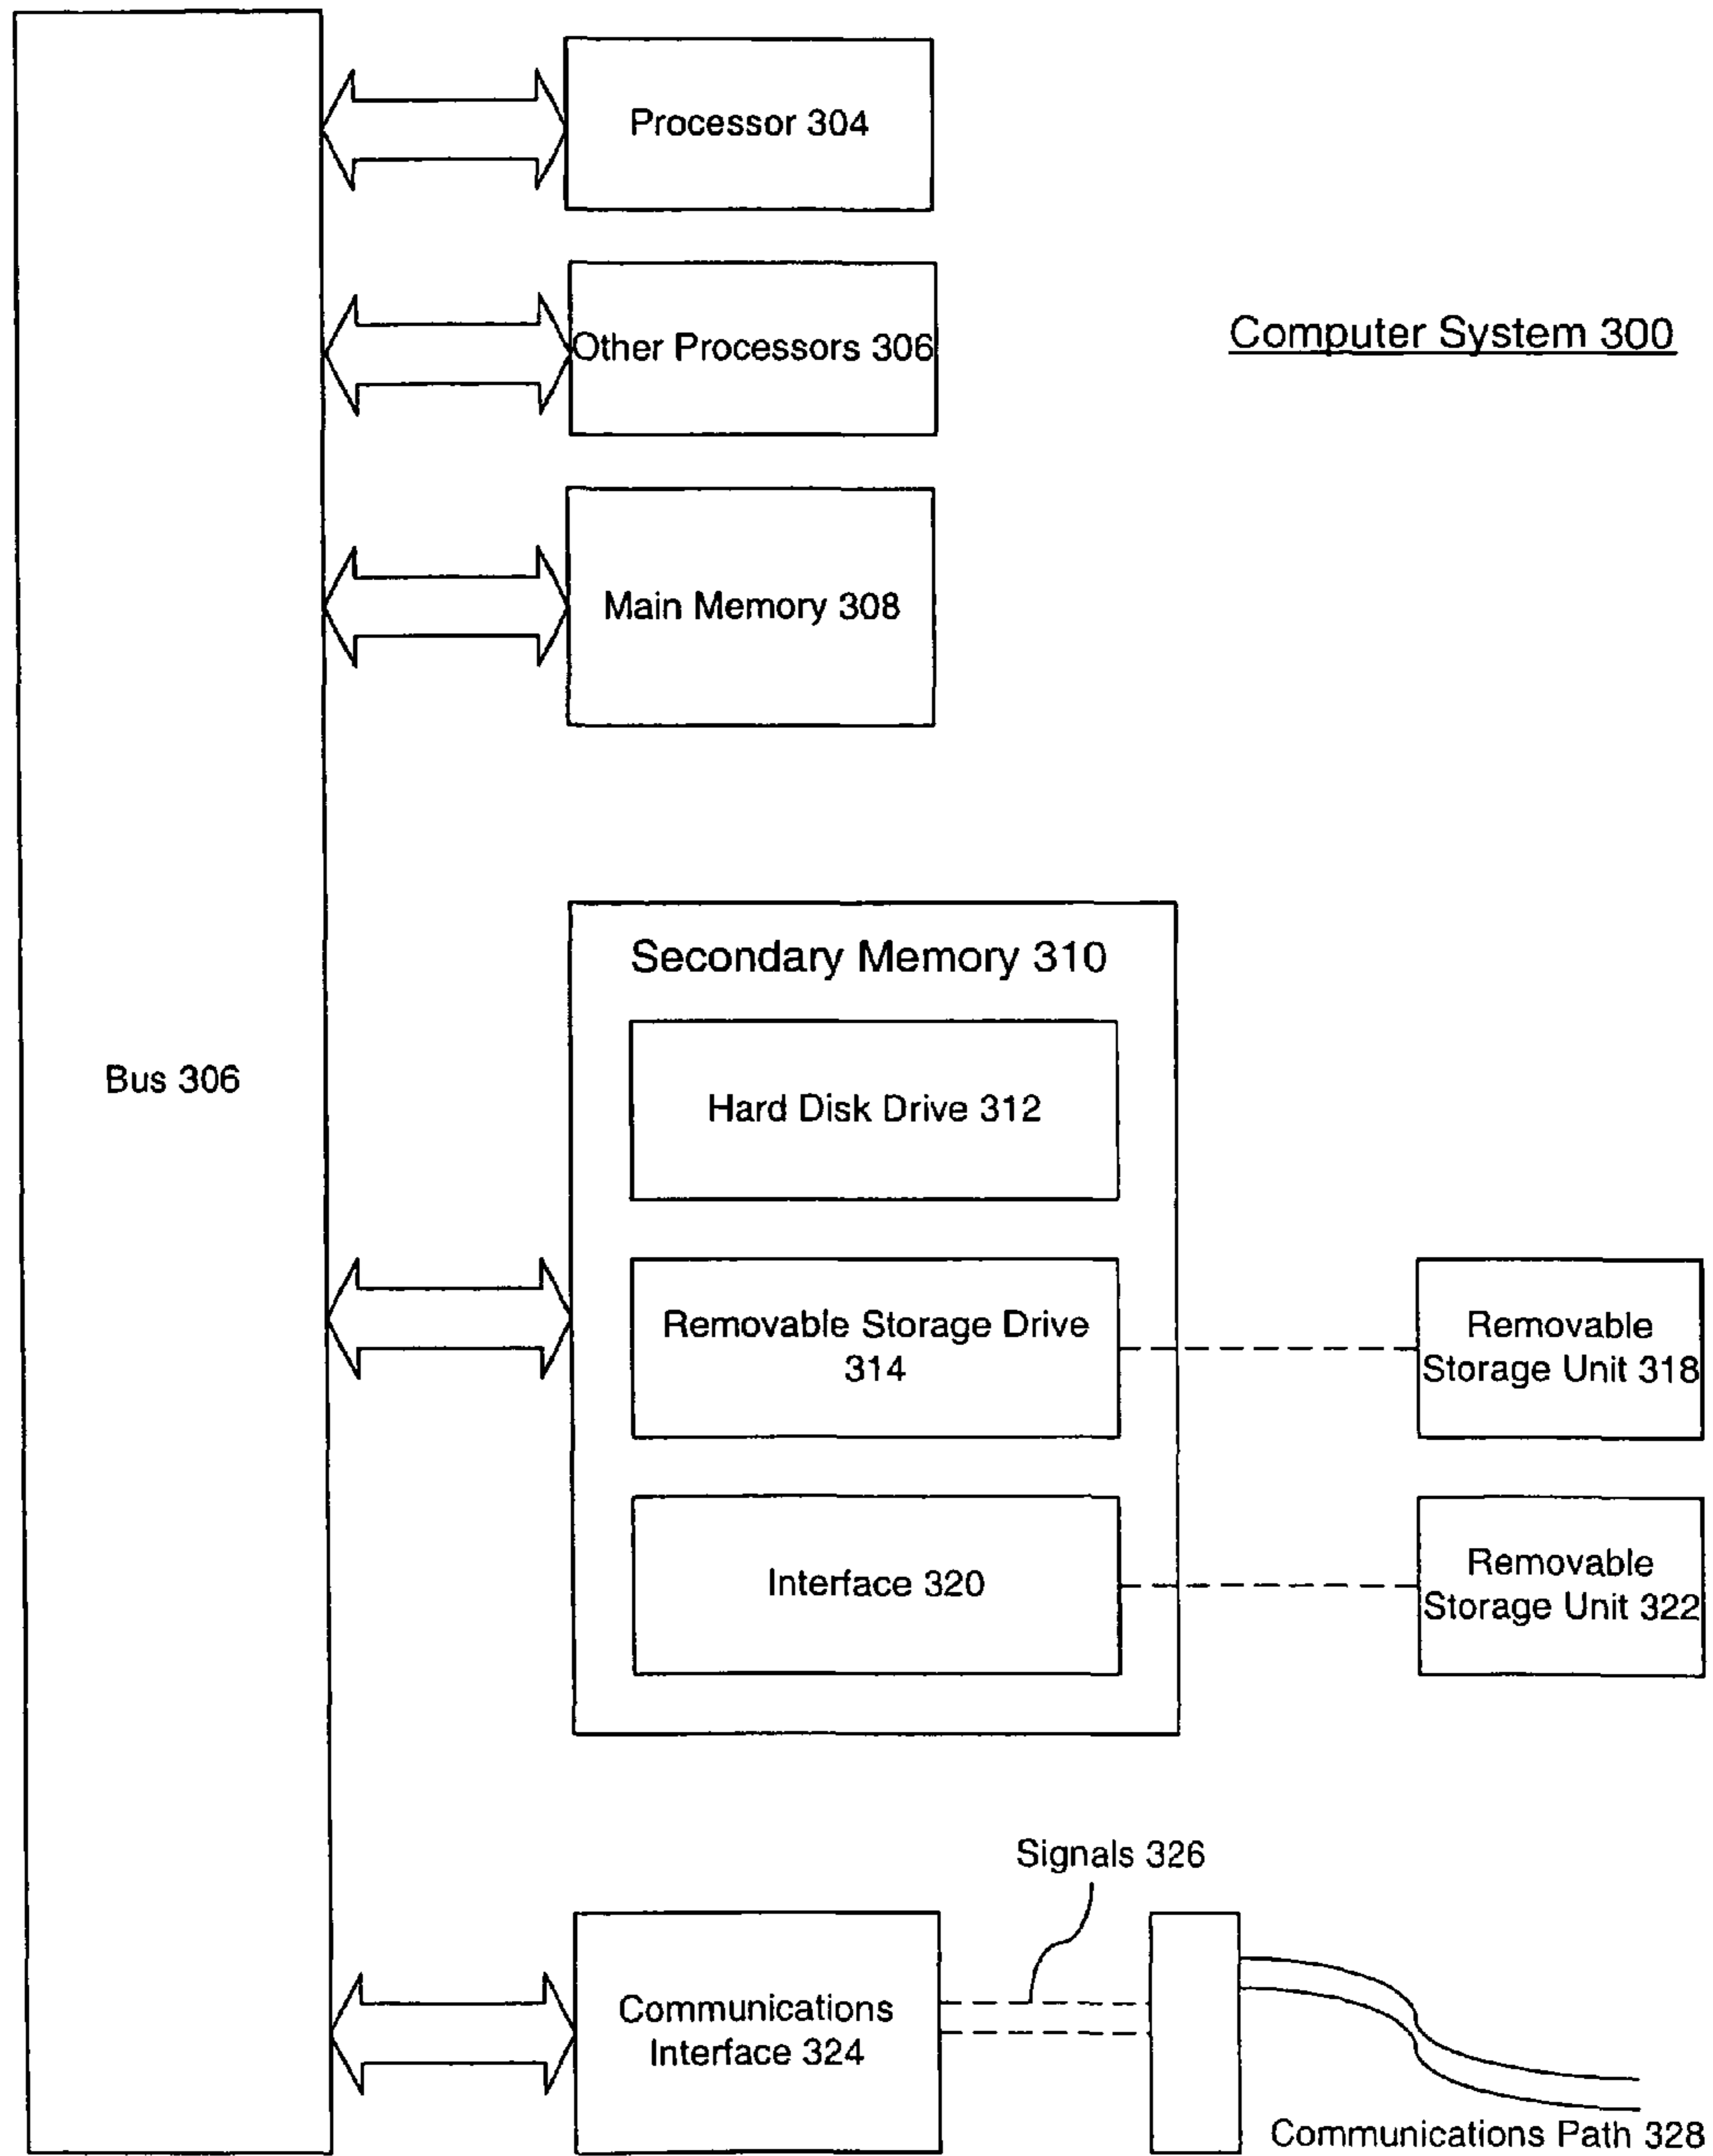 Processor 304
Other Processors 306
Computer System 300
Main Memory 308
Secondary Memory 310
Bus 306
Hard Disk Drive 312
Removable Storage Drive
314
Removable
Storage Unit 318
Interface 320
Removable
Storage Unit 322
Signals 326
Communications
Interface 324
Communications Path 328